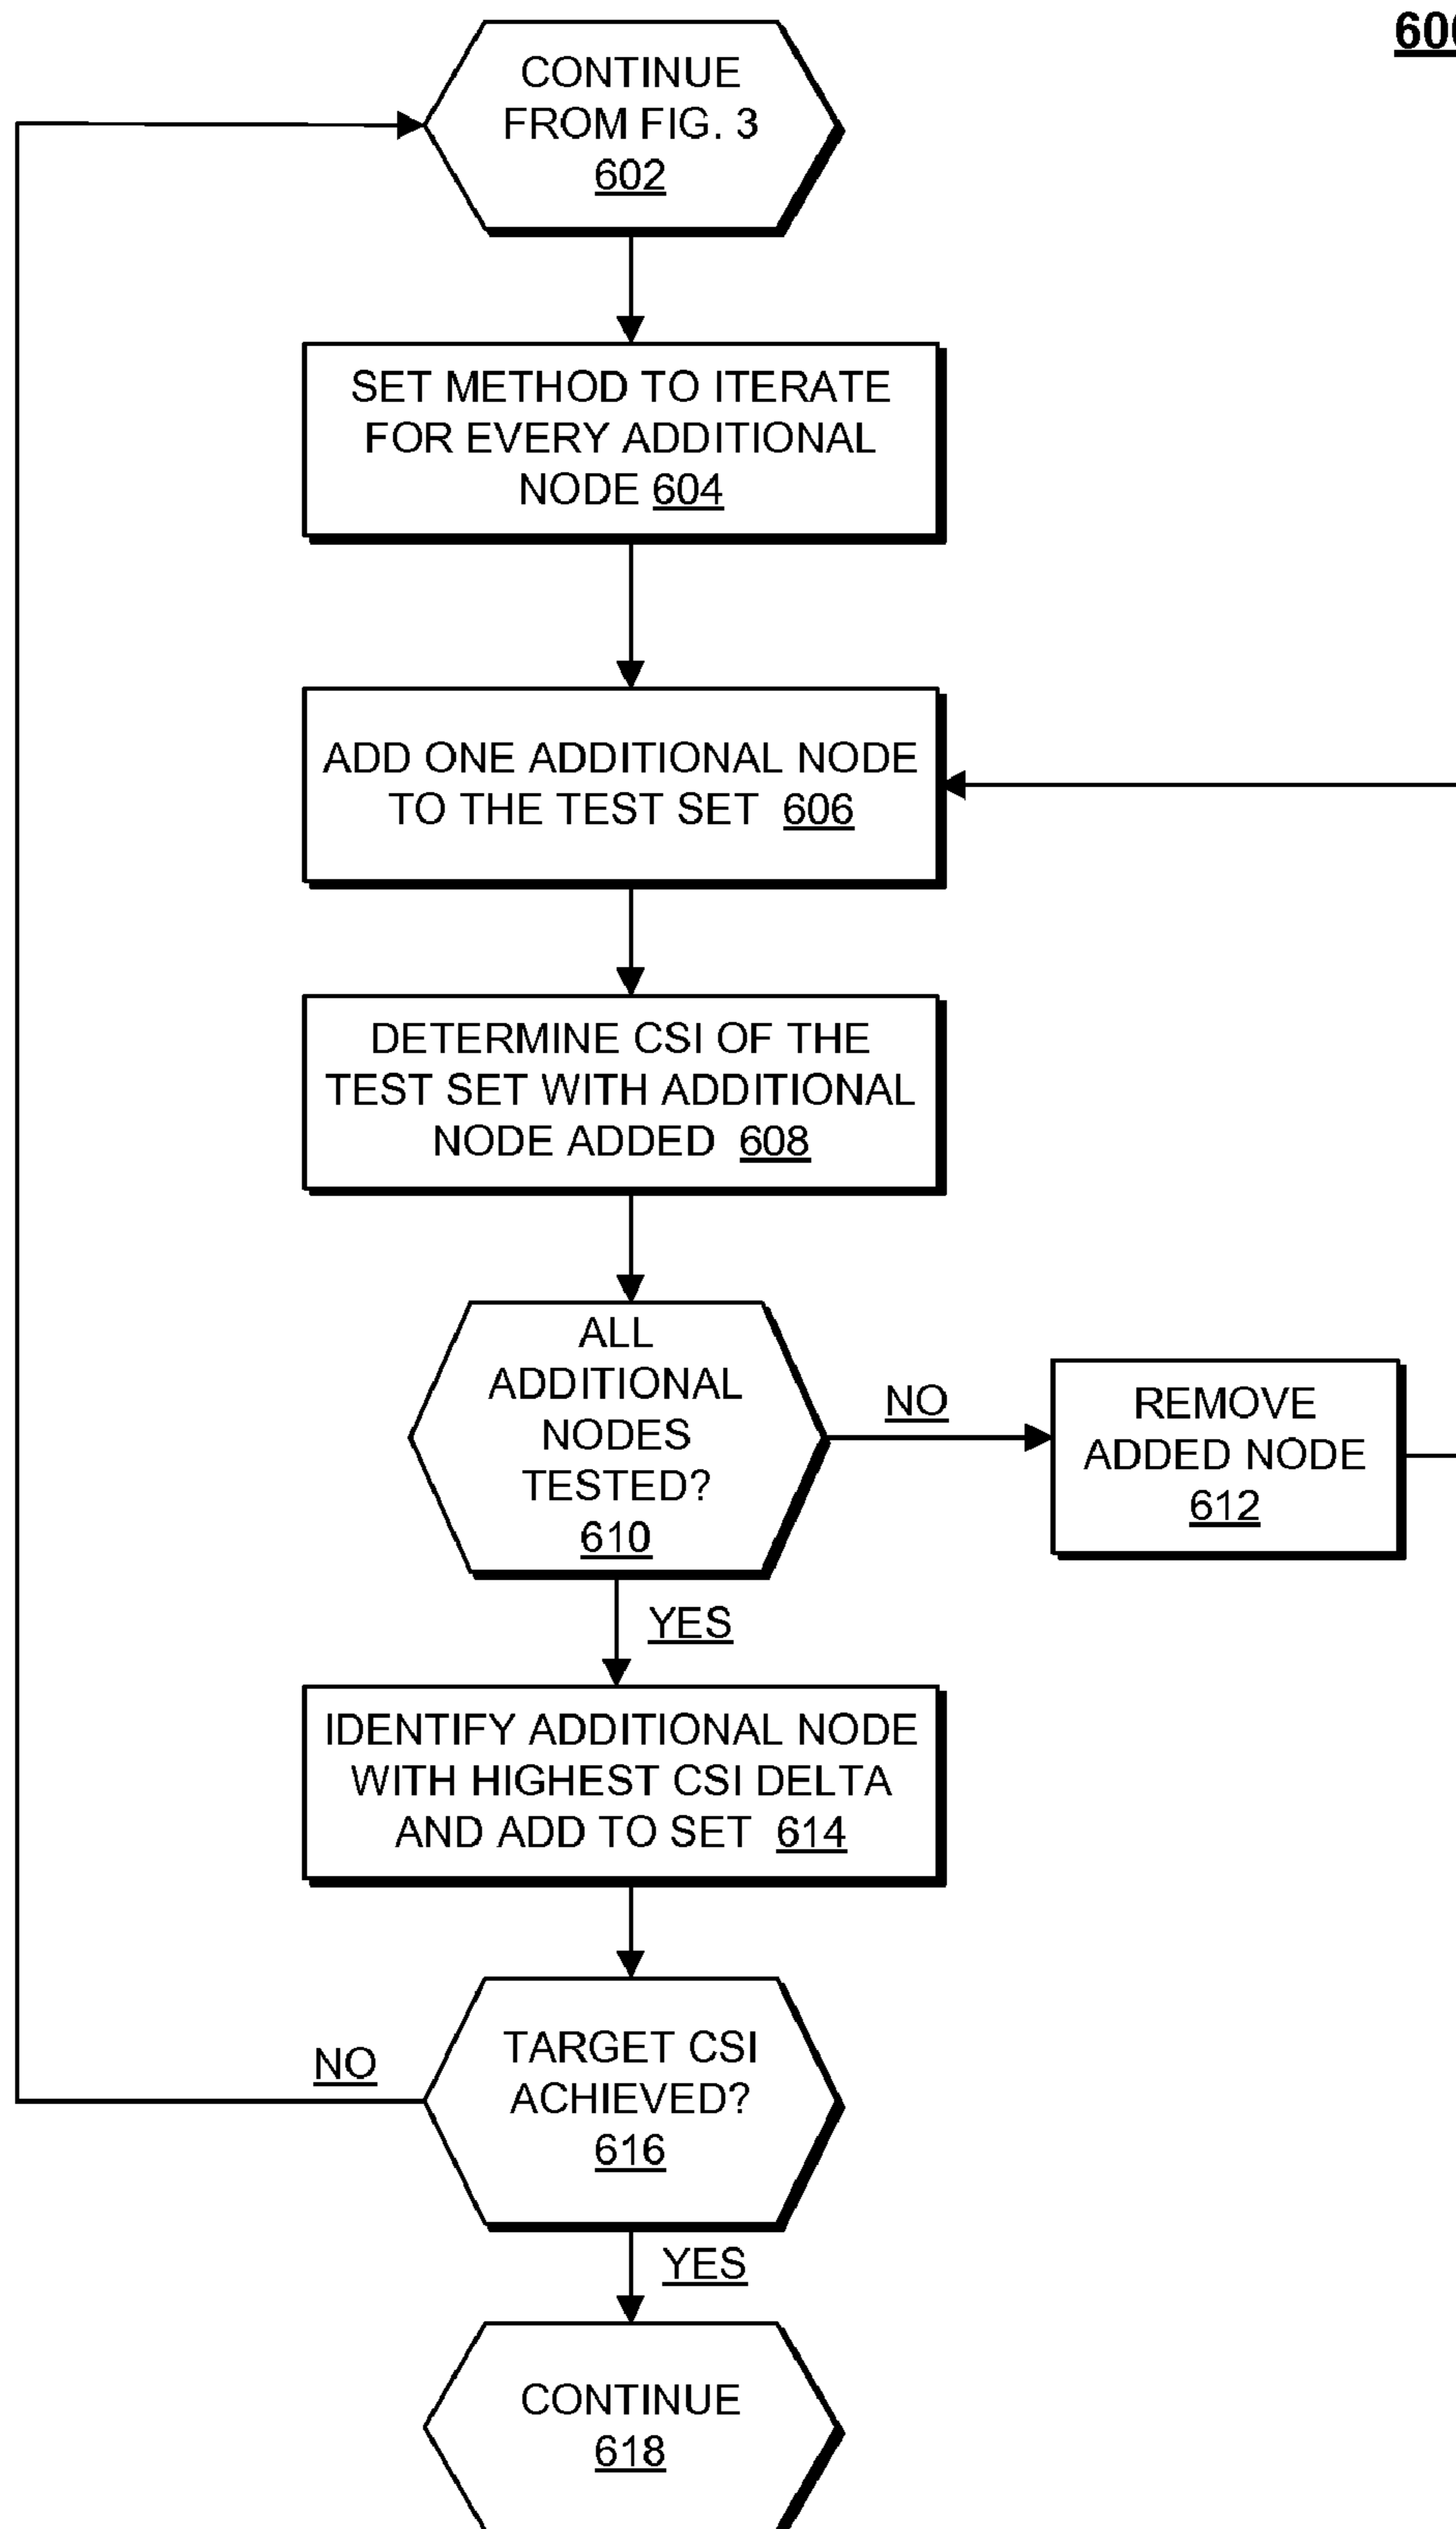 600
CONTINUE
FROM FIG. 3
602
SET METHOD TO ITERATE
FOR EVERY ADDITIONAL
NODE 604
ADD ONE ADDITIONAL NODE
TO THE TEST SET 606
DETERMINE CSI OF THE
TEST SET WITH ADDITIONAL
NODE ADDED 608
ALL
ADDITIONAL
NODES
TESTED?
610
NO
REMOVE
ADDED NODE
612
YES
IDENTIFY ADDITIONAL NODE
WITH HIGHEST CSI DELTA
AND ADD TO SET 614
TARGET CSI
ACHIEVED?
616
NO
YES
CONTINUE
618